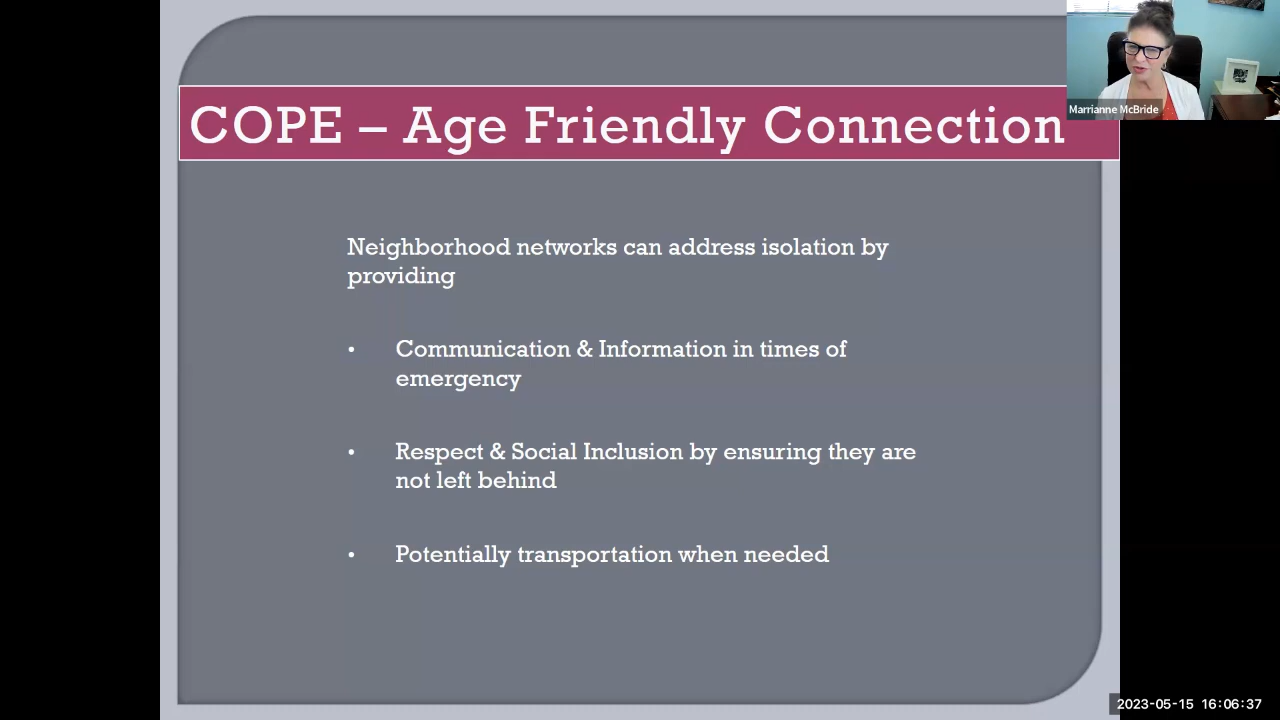 COPE – Age Friendly Connection
Marrianne McBride
Neighborhood networks can address isolation by
providing
• Communication & Information in times of
emergency
• Respect & Social Inclusion by ensuring they are
not left behind
• Potentially transportation when needed
2023-05-15 16:06:37